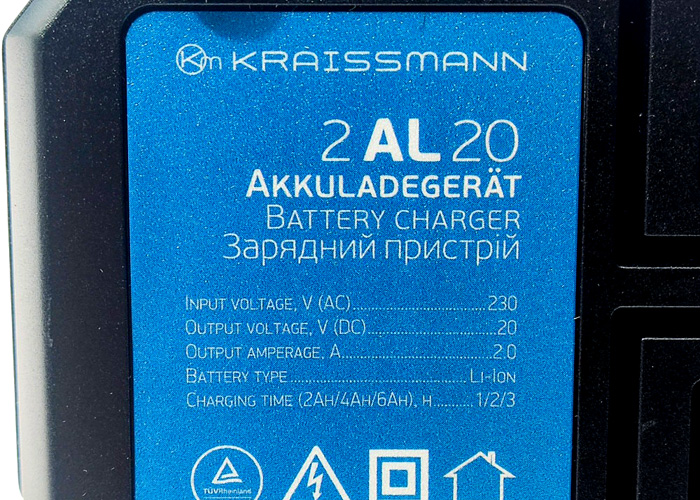 Km KRAISSMANN
2 AL 20
AKKULADEGERÄT
BATTERY CHARGER
Зарядний пристрій
INPUT VOLTAGE, V (AC)......................230
OUTPUT VOLTAGE, V (DC)......................20
OUTPUT AMPERAGE, A......................2.0
BATTERY TYPE......................LI-ION
CHARGING TIME (2AH/4AH/6AH), H..........1/2/3
TÜVRheinland